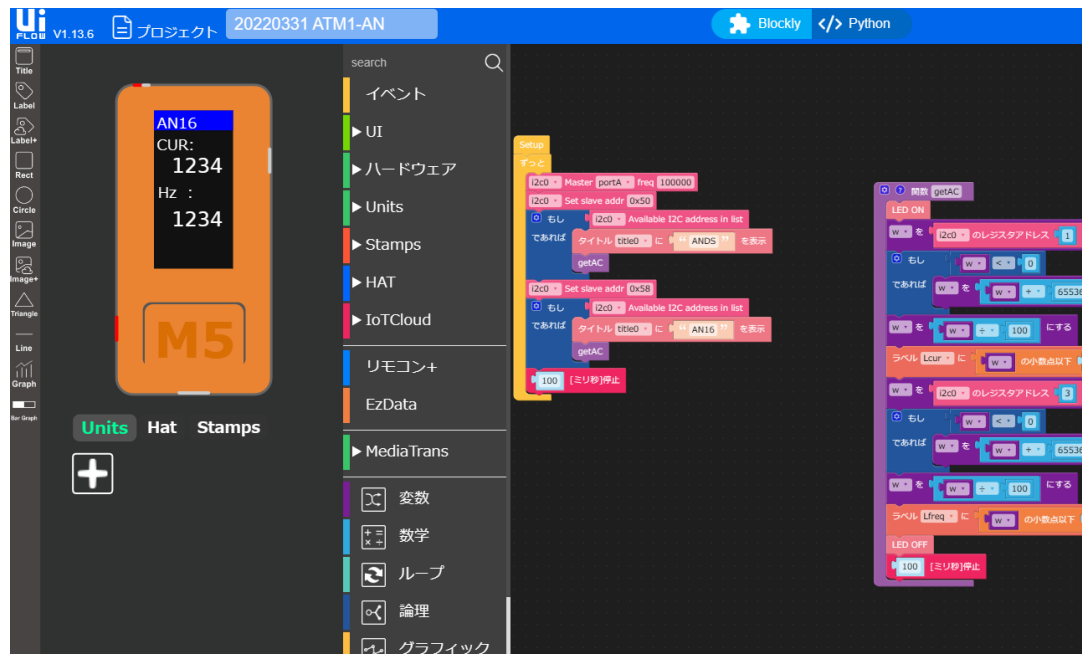 Ui
FLOW V1.13.6 プロジェクト 20220331 ATM1-AN Blockly </> Python
Title
Label
Label+
Rect
Circle
Image
Image+
Triangle
Line
Graph
Bar Graph
AN16
CUR:
1234
Hz :
1234
M5
Units Hat Stamps
search
イベント
UI
ハードウェア
Units
Stamps
HAT
IoTCloud
リモコン+
EzData
MediaTrans
変数
数学
ループ
論理
グラフィック
Setup
ずっと
i2c0 Master portA freq 100000
i2c0 Set slave addr 0x50
もし i2c0 Available I2C address in list
であれば タイトル title0 に “ ANDS ” を表示
getAC
i2c0 Set slave addr 0x58
もし i2c0 Available I2C address in list
であれば タイトル title0 に “ AN16 ” を表示
getAC
100 [ミリ秒]停止
関数 getAC
LED ON
w を i2c0 のレジスタアドレス 1
もし w < 0
であれば w を w + 65536
w を w ÷ 100 にする
ラベル Lcur に w の小数点以下
w を i2c0 のレジスタアドレス 3
もし w < 0
であれば w を w + 65536
w を w ÷ 100 にする
ラベル Lfreq に w の小数点以下
LED OFF
100 [ミリ秒]停止